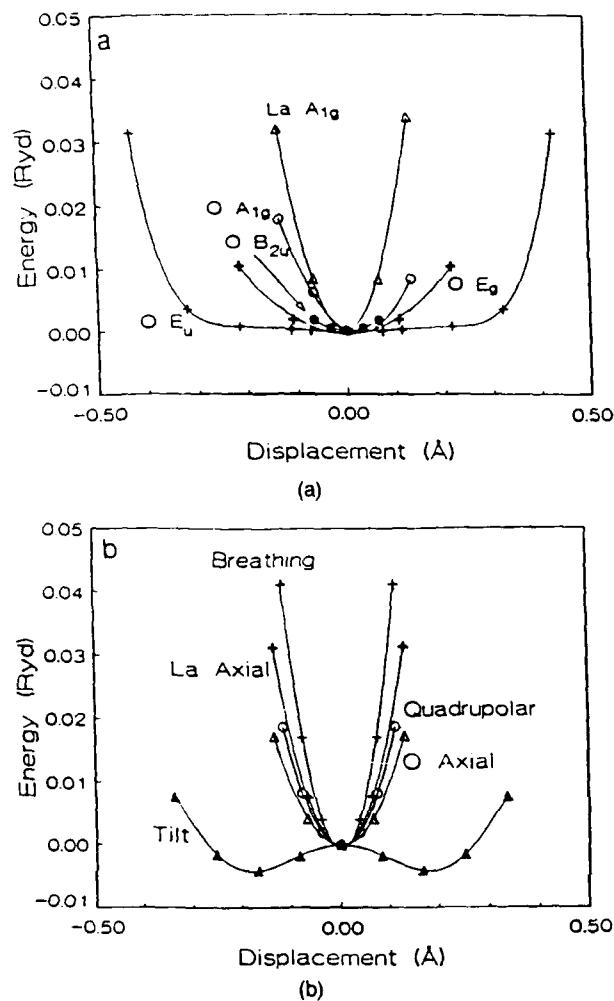 a
0.05
0.04
0.03
0.02
0.01
0.00
-0.01
Energy (Ryd)
La A1g
O A1g
O B2u
O Eg
O Eu
-0.50
0.00
0.50
Displacement (Å)
(a)
b
0.05
0.04
0.03
0.02
0.01
0.00
-0.01
Energy (Ryd)
Breathing
La Axial
Quadrupolar
O Axial
Tilt
-0.50
0.00
0.50
Displacement (Å)
(b)